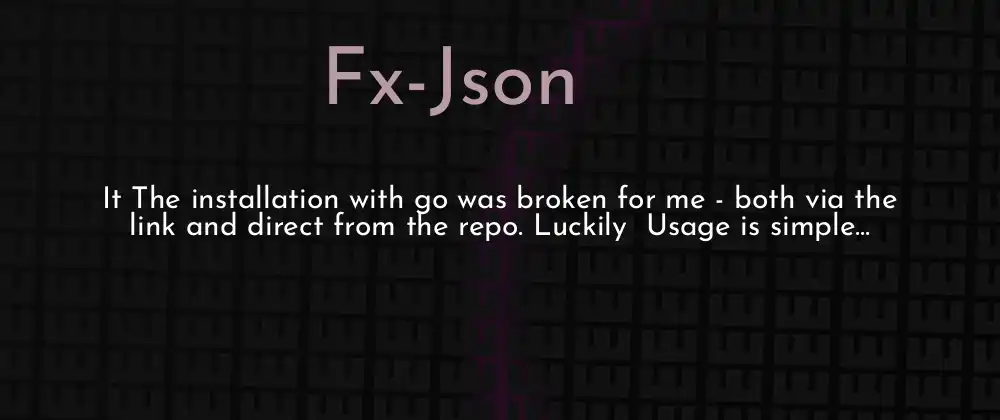 Fx-Json
It The installation with go was broken for me - both via the
link and direct from the repo. Luckily  Usage is simple...